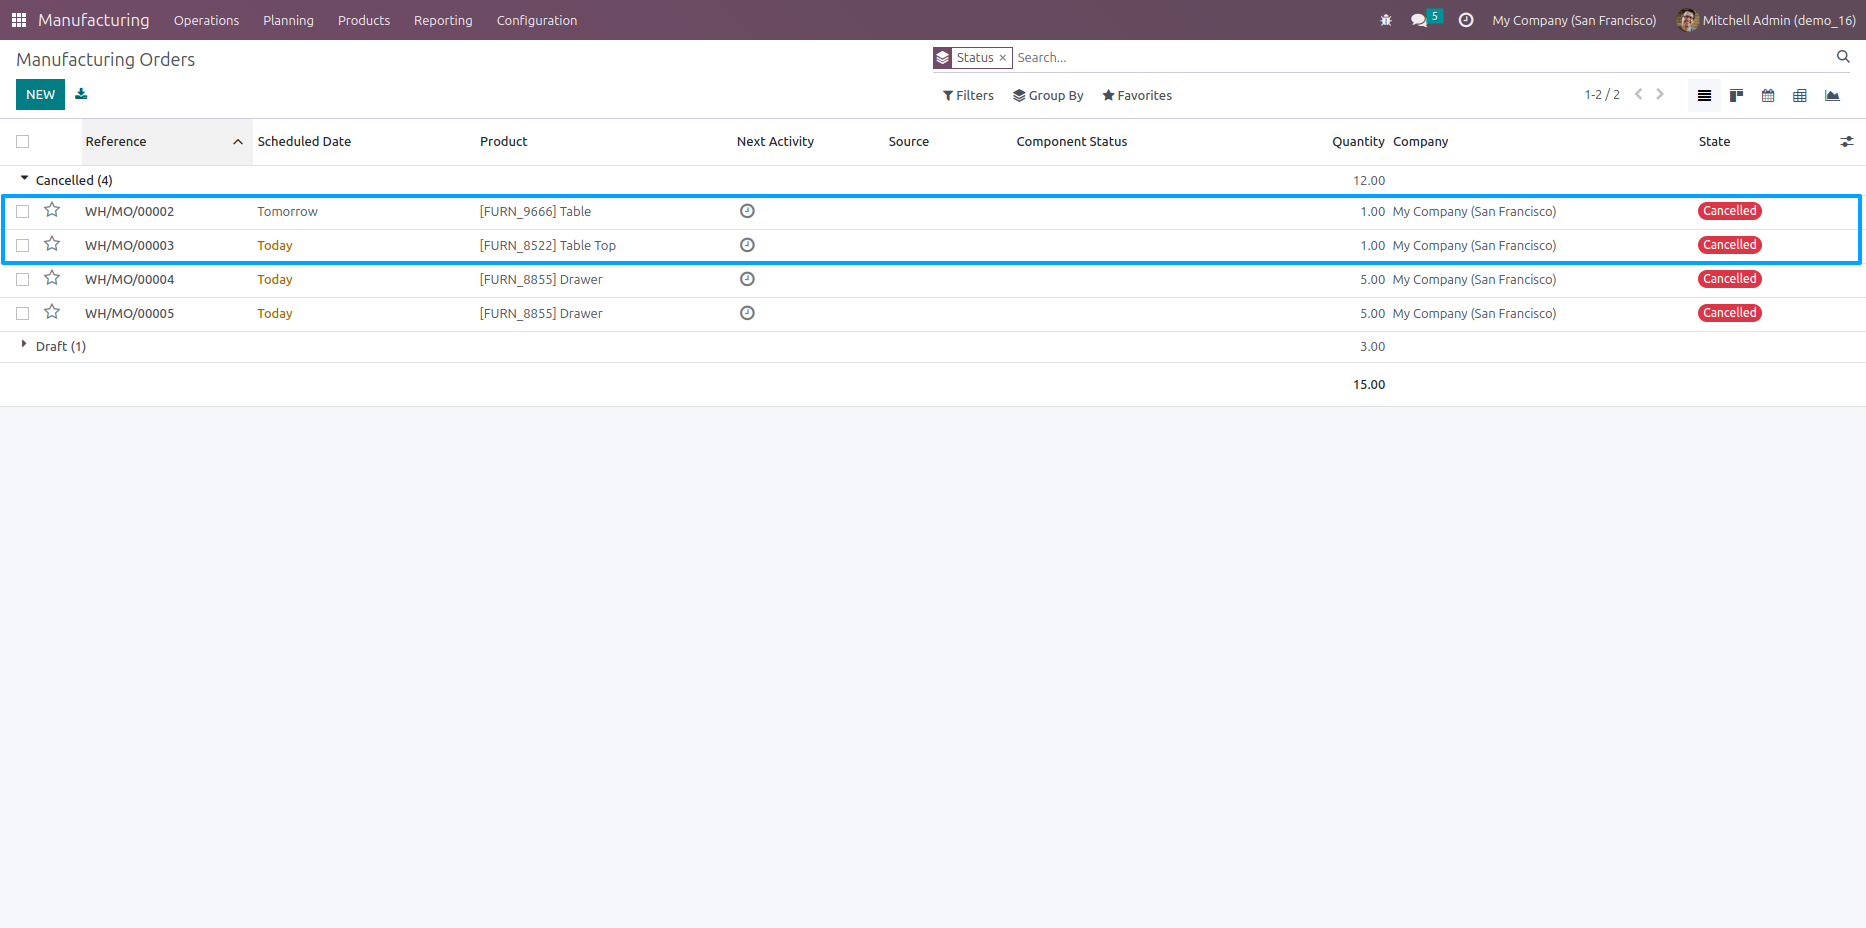 Manufacturing Operations Planning Products Reporting Configuration 5 My Company (San Francisco) Mitchell Admin (demo_16)
Manufacturing Orders Status × Search...
NEW Filters Group By Favorites 1-2 / 2
Reference Scheduled Date Product Next Activity Source Component Status Quantity Company State
Cancelled (4) 12.00
WH/MO/00002 Tomorrow [FURN_9666] Table 1.00 My Company (San Francisco) Cancelled
WH/MO/00003 Today [FURN_8522] Table Top 1.00 My Company (San Francisco) Cancelled
WH/MO/00004 Today [FURN_8855] Drawer 5.00 My Company (San Francisco) Cancelled
WH/MO/00005 Today [FURN_8855] Drawer 5.00 My Company (San Francisco) Cancelled
Draft (1) 3.00
15.00